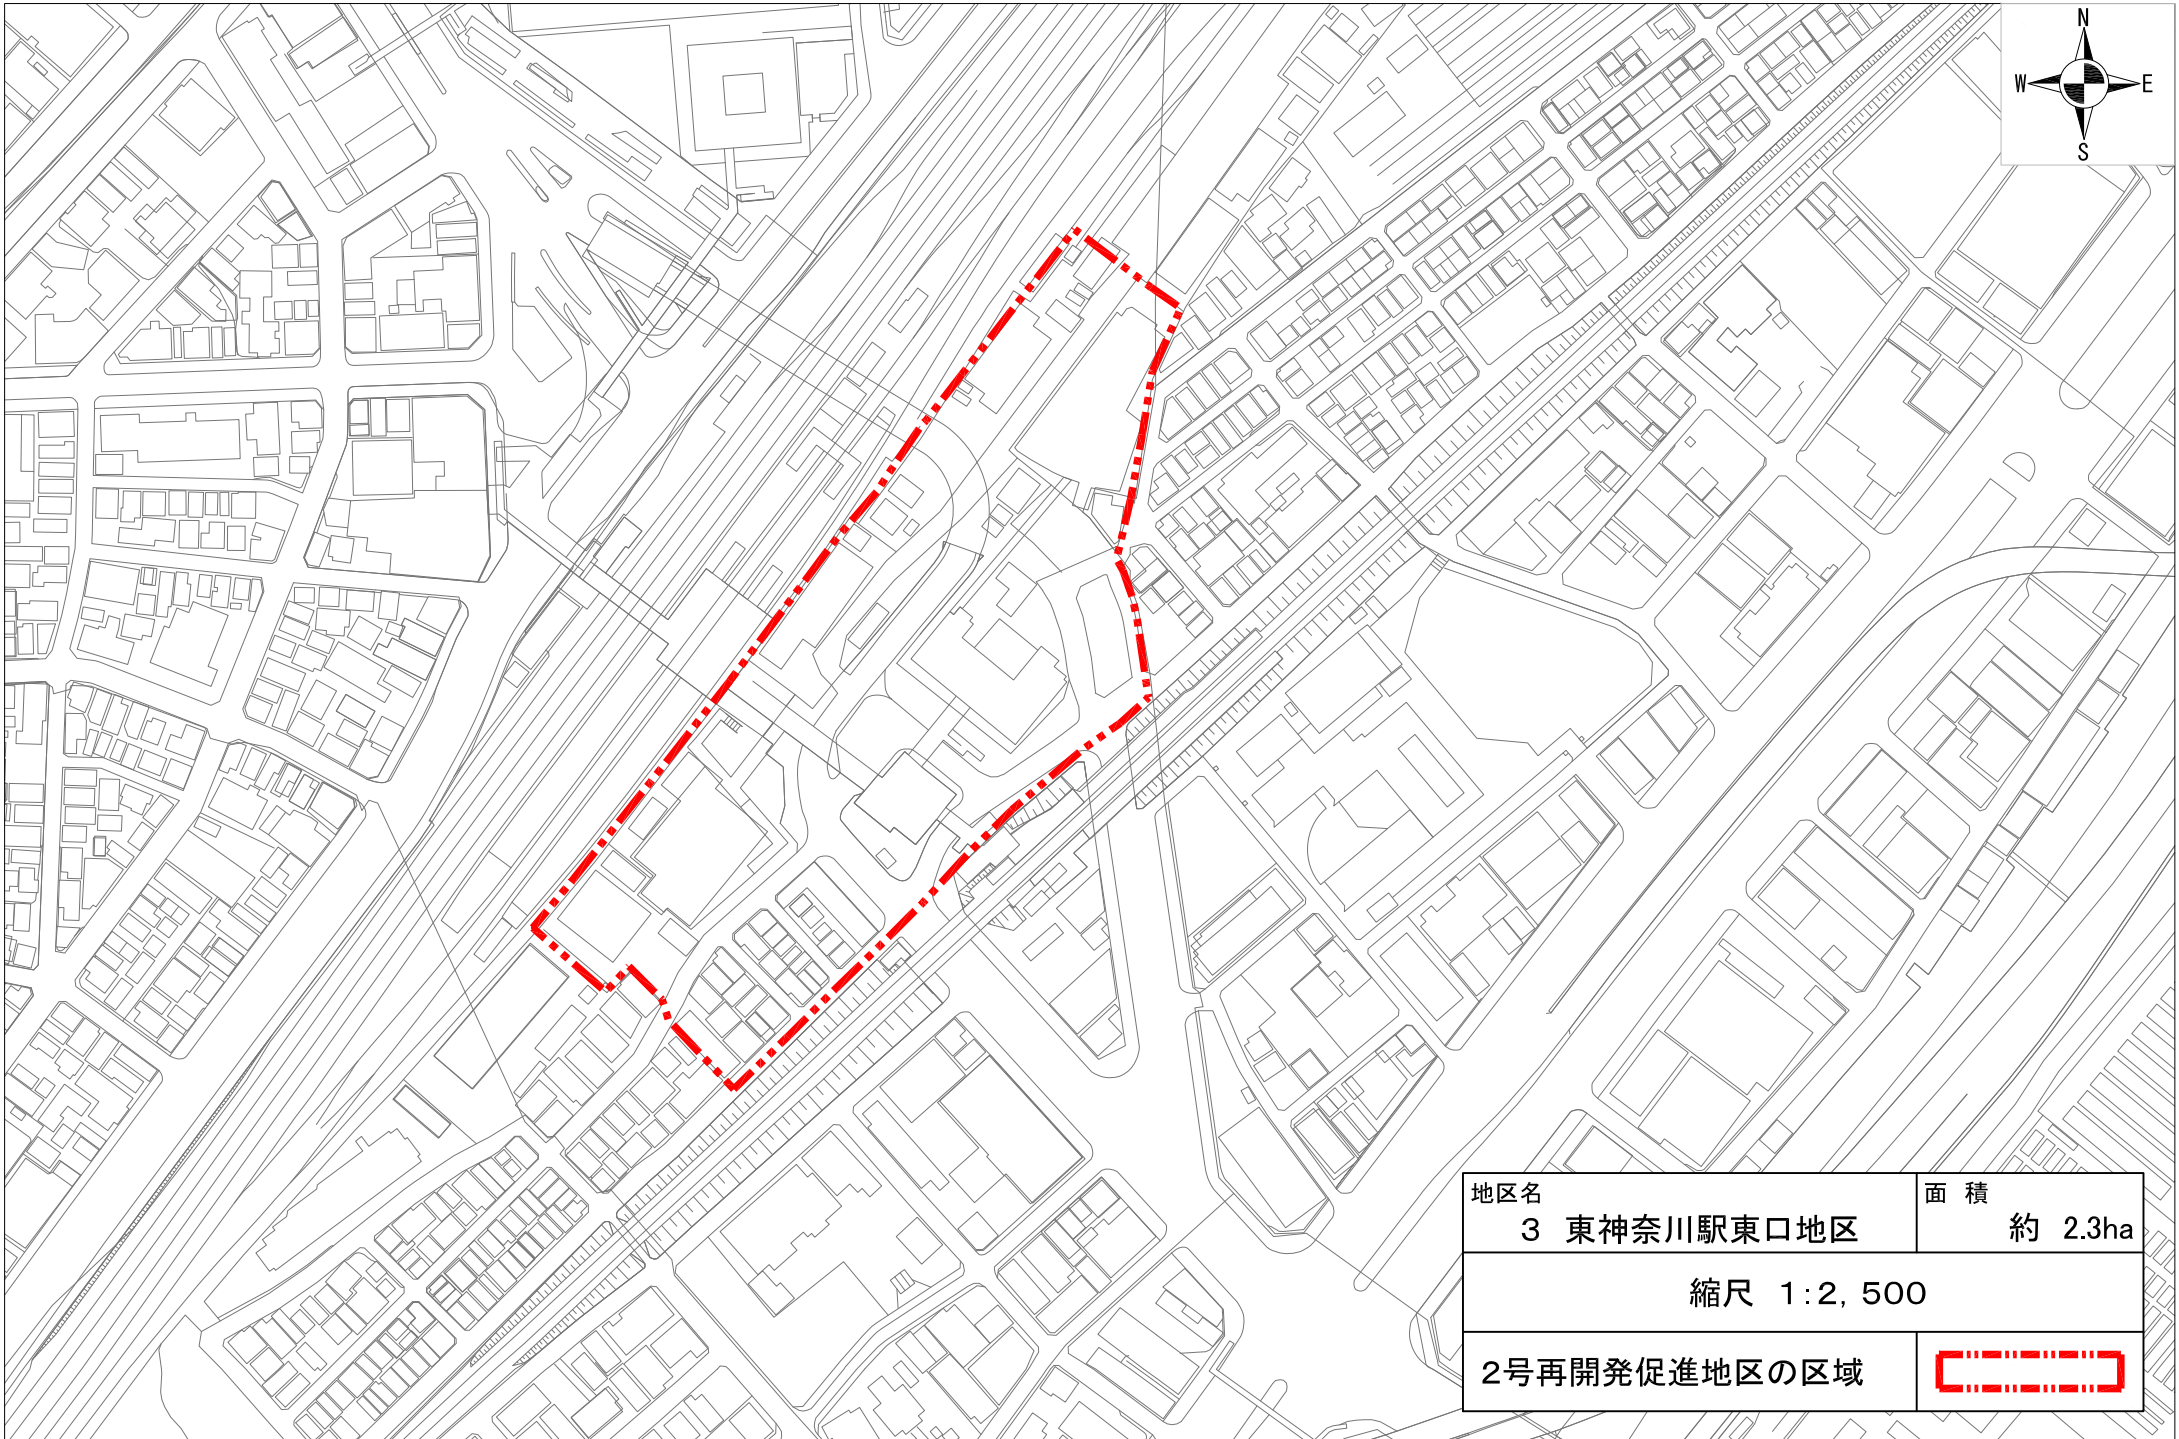 N
W E
S
地区名
3 東神奈川駅東口地区
面 積
約 2.3ha
縮尺 1:2,500
2号再開発促進地区の区域